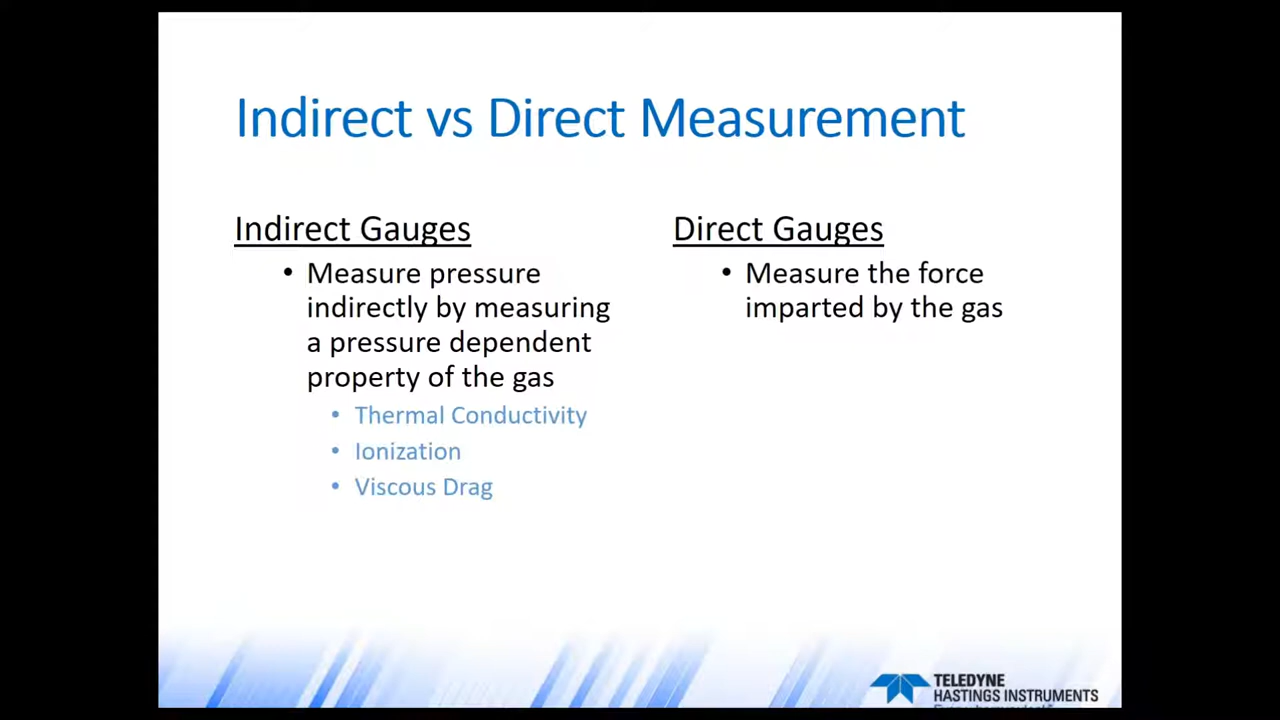 Indirect vs Direct Measurement
Indirect Gauges
• Measure pressure
indirectly by measuring
a pressure dependent
property of the gas
• Thermal Conductivity
• Ionization
• Viscous Drag
Direct Gauges
• Measure the force
imparted by the gas
TELEDYNE
HASTINGS INSTRUMENTS